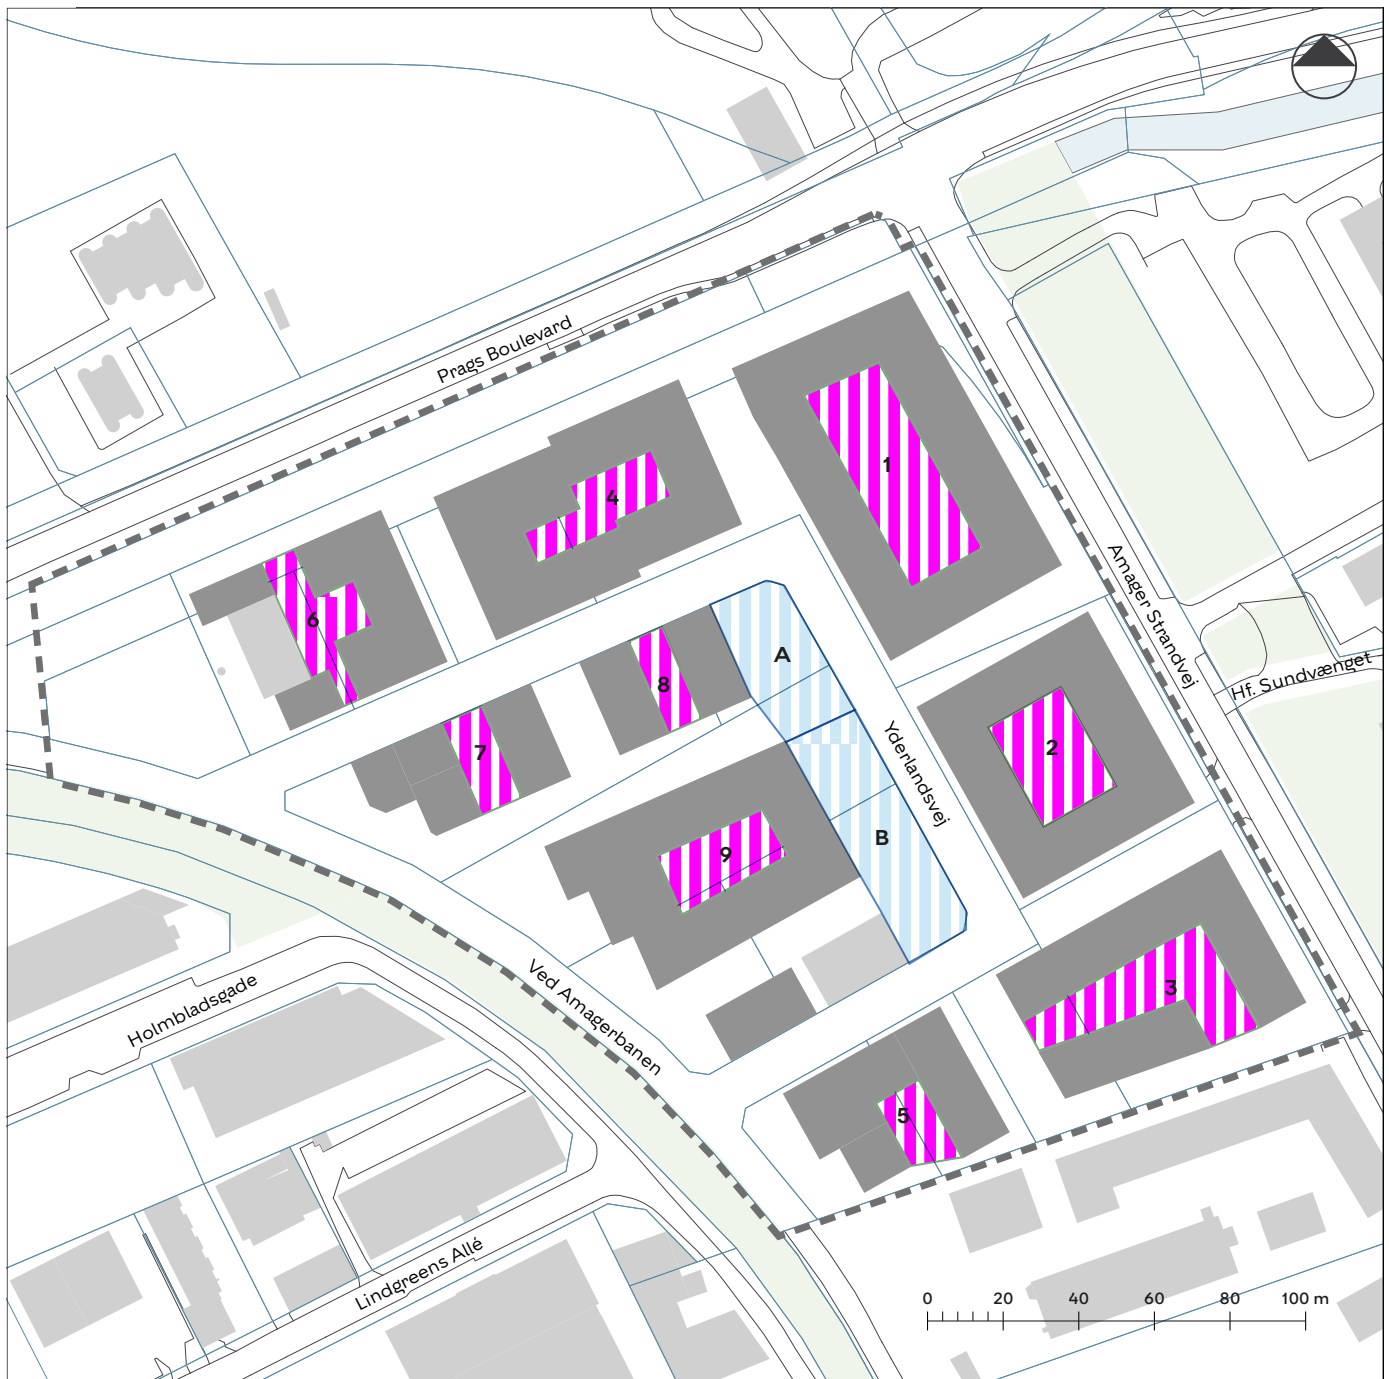 Prags Boulevard
1
4
Amager Strandvej
6
A
8
Hf. Sundvænget
7
2
Yderlandsvej
B
9
3
Ved Amagerbanen
Holmbladsgade
5
Lindgreens Allé
0 20 40 60 80 100 m